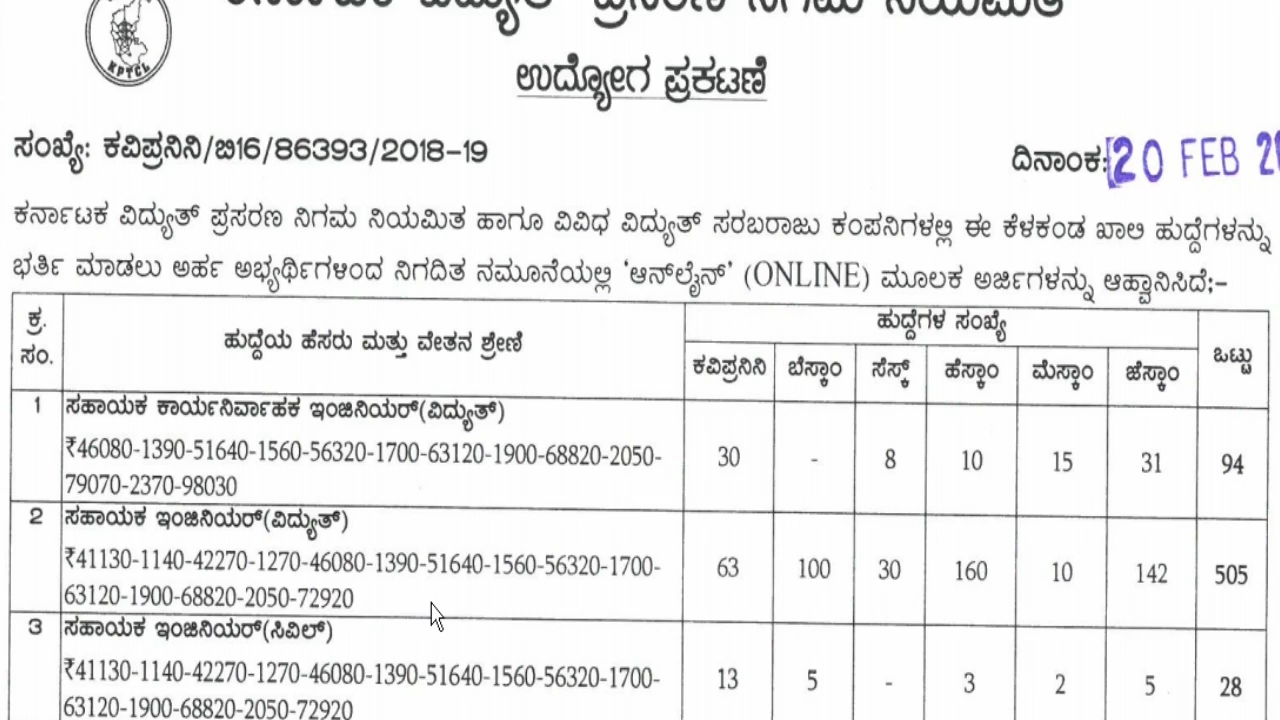 ಕರ್ನಾಟಕ ವಿದ್ಯುತ್ ಪ್ರಸರಣ ನಿಗಮ ನಿಯಮಿತ
KPTCL
ಉದ್ಯೋಗ ಪ್ರಕಟಣೆ
ಸಂಖ್ಯೆ: ಕವಿಪ್ರನಿನಿ/ಬಿ16/86393/2018-19 ದಿನಾಂಕ: 20 FEB
ಕರ್ನಾಟಕ ವಿದ್ಯುತ್ ಪ್ರಸರಣ ನಿಗಮ ನಿಯಮಿತ ಹಾಗೂ ವಿವಿಧ ವಿದ್ಯುತ್ ಸರಬರಾಜು ಕಂಪನಿಗಳಲ್ಲಿ ಈ ಕೆಳಕಂಡ ಖಾಲಿ ಹುದ್ದೆಗಳನ್ನು
ಭರ್ತಿ ಮಾಡಲು ಅರ್ಹ ಅಭ್ಯರ್ಥಿಗಳಿಂದ ನಿಗದಿತ ನಮೂನೆಯಲ್ಲಿ 'ಆನ್‌ಲೈನ್' (ONLINE) ಮೂಲಕ ಅರ್ಜಿಗಳನ್ನು ಆಹ್ವಾನಿಸಿದೆ;-
ಕ್ರ. ಸಂ. ಹುದ್ದೆಯ ಹೆಸರು ಮತ್ತು ವೇತನ ಶ್ರೇಣಿ ಹುದ್ದೆಗಳ ಸಂಖ್ಯೆ ಒಟ್ಟು
ಕವಿಪ್ರನಿನಿ ಬೆಸ್ಕಾಂ ಸೆಸ್ಕ್ ಹೆಸ್ಕಾಂ ಮೆಸ್ಕಾಂ ಜೆಸ್ಕಾಂ
1 ಸಹಾಯಕ ಕಾರ್ಯನಿರ್ವಾಹಕ ಇಂಜಿನಿಯರ್(ವಿದ್ಯುತ್)
₹46080-1390-51640-1560-56320-1700-63120-1900-68820-2050- 30 - 8 10 15 31 94
79070-2370-98030
2 ಸಹಾಯಕ ಇಂಜಿನಿಯರ್(ವಿದ್ಯುತ್)
₹41130-1140-42270-1270-46080-1390-51640-1560-56320-1700- 63 100 30 160 10 142 505
63120-1900-68820-2050-72920
3 ಸಹಾಯಕ ಇಂಜಿನಿಯರ್(ಸಿವಿಲ್)
₹41130-1140-42270-1270-46080-1390-51640-1560-56320-1700- 13 5 - 3 2 5 28
63120-1900-68820-2050-72920